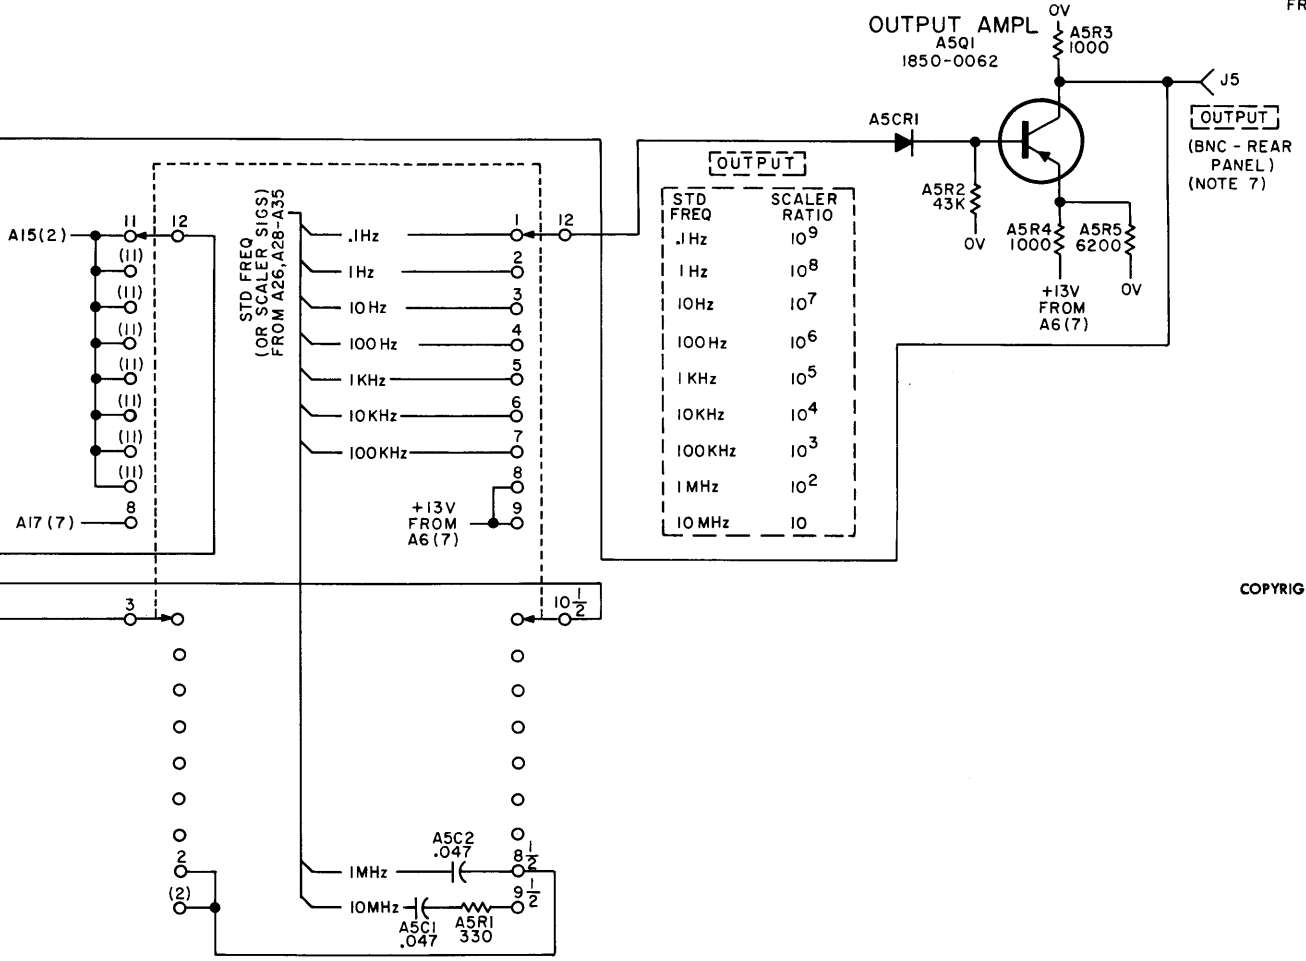 FR
OUTPUT AMPL
A5Q1
1850-0062
0V
A5R3
1000
J5
OUTPUT
(BNC - REAR
PANEL)
(NOTE 7)
A5CR1
A5R2
43K
0V
A5R4
1000
A5R5
6200
+13V
FROM
A6(7)
0V
OUTPUT
STD
FREQ
SCALER
RATIO
.1Hz 10⁹
1Hz 10⁸
10Hz 10⁷
100Hz 10⁶
1KHz 10⁵
10KHz 10⁴
100KHz 10³
1MHz 10²
10MHz 10
STD FREQ
(OR SCALER SIGS)
FROM A26,A28-A35
A15(2)
11
12
(11)
(11)
(11)
(11)
(11)
(11)
(11)
8
A17(7)
.1Hz
1
12
1Hz
2
10Hz
3
100Hz
4
1KHz
5
10KHz
6
100KHz
7
8
+13V
FROM
A6(7)
9
3
10 1/2
COPYRIG
2
1MHz
A5C2
.047
8 1/2
(2)
10MHz
A5C1
.047
A5R1
330
9 1/2